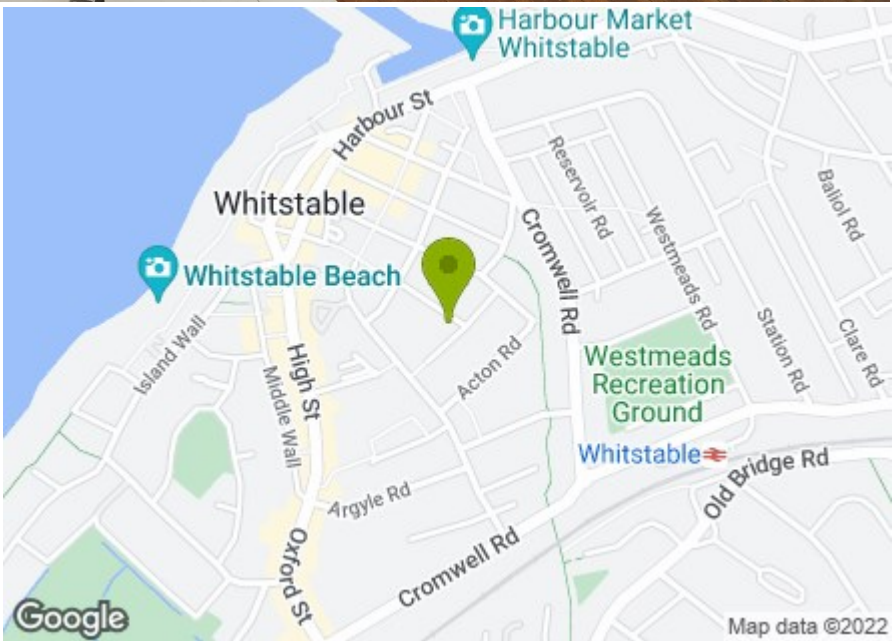 Harbour Market
Whitstable
Harbour St
Reservoir Rd
Baliol Rd
Whitstable
Westmeads Rd
Cromwell Rd
Whitstable Beach
Island Wall
High St
Station Rd
Clare Rd
Middle Wall
Acton Rd
Westmeads
Recreation
Ground
Whitstable
Old Bridge Rd
Argyle Rd
Oxford St
Cromwell Rd
Google
Map data ©2022